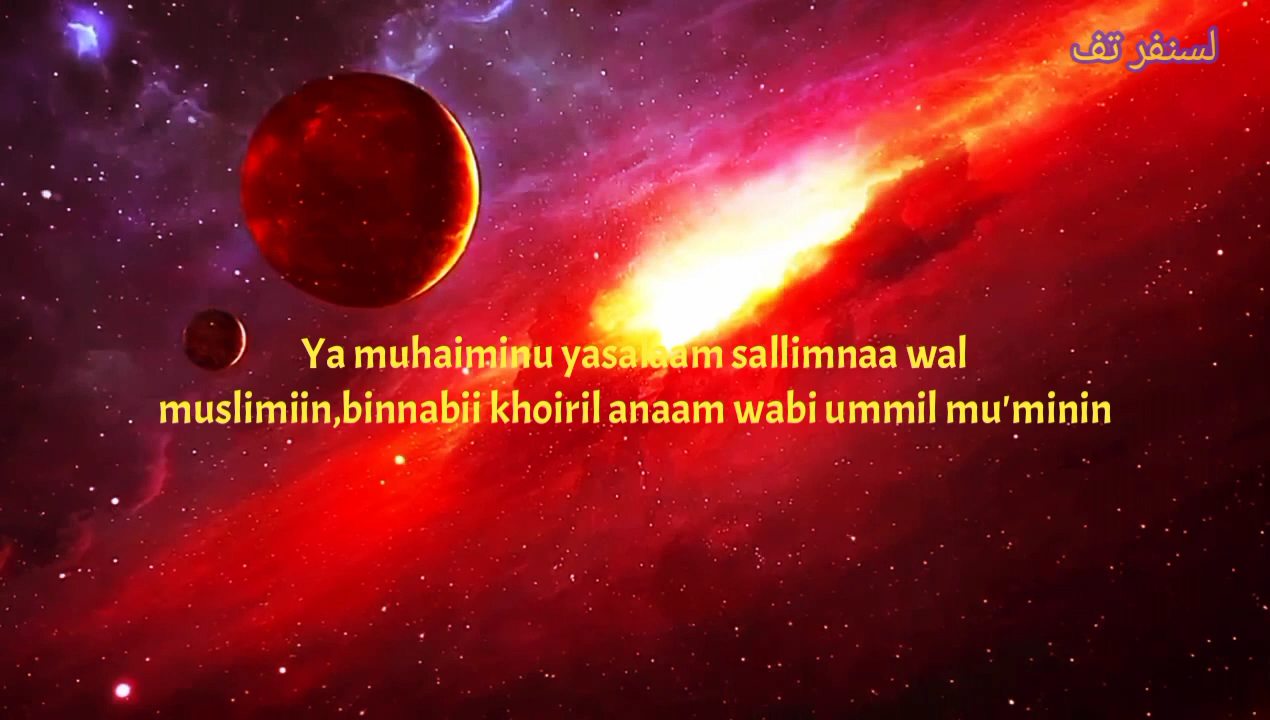 لسنفر تف
Ya muhaiminu yasalaam sallimnaa wal
muslimiin,binnabii khoiril anaam wabi ummil mu'minin